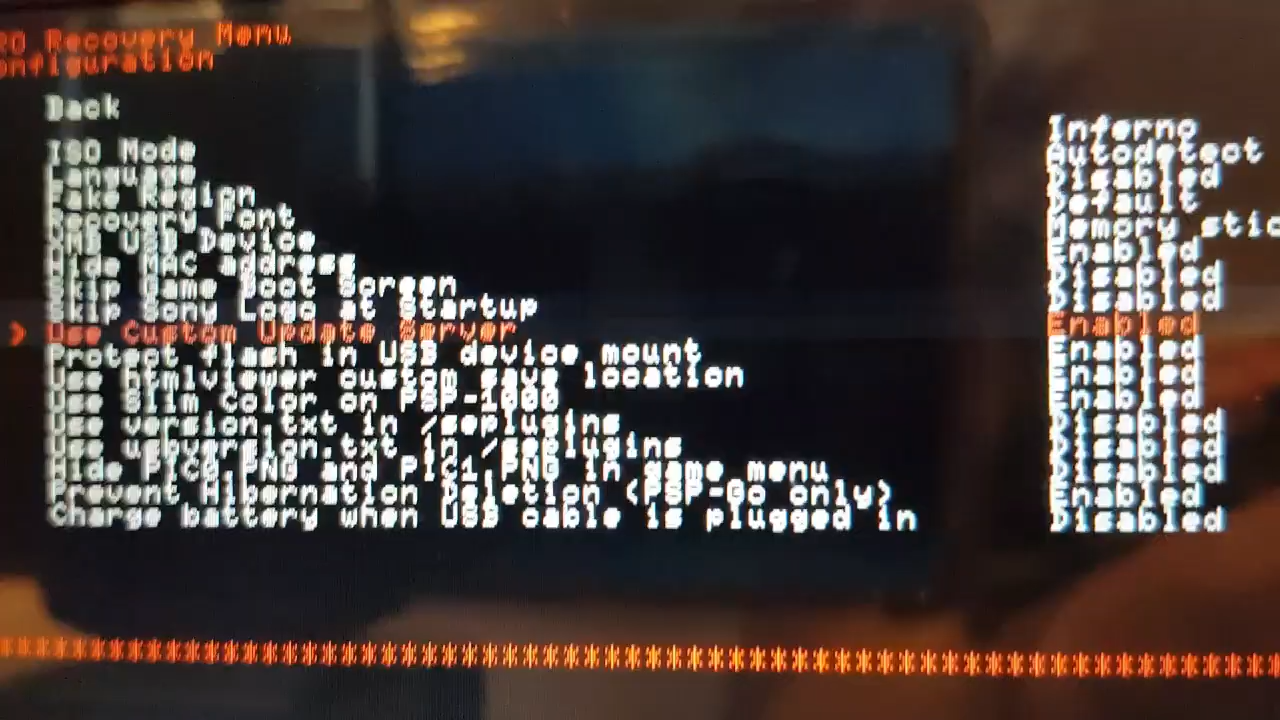 RO Recovery Menu
onfiguration
Back
ISO Mode Inferno
Language Autodetect
Fake Region Disabled
Recovery Font Default
XMB USB Device Memory stic
Hide MAC address Enabled
Skip Game Boot Screen Disabled
Skip Sony Logo at Startup Disabled
> Use Custom Update Server Enabled
Protect flash in USB device mount Enabled
Use htmlviewer custom save location Enabled
Use Slim Color on PSP-1000 Enabled
Use version.txt in /seplugins Disabled
Use usbversion.txt in /seplugins Disabled
Hide PIC0.PNG and PIC1.PNG in game menu Disabled
Prevent Hibernation Deletion (PSP-Go only) Enabled
Charge battery when USB cable is plugged in Disabled
****************************************************************